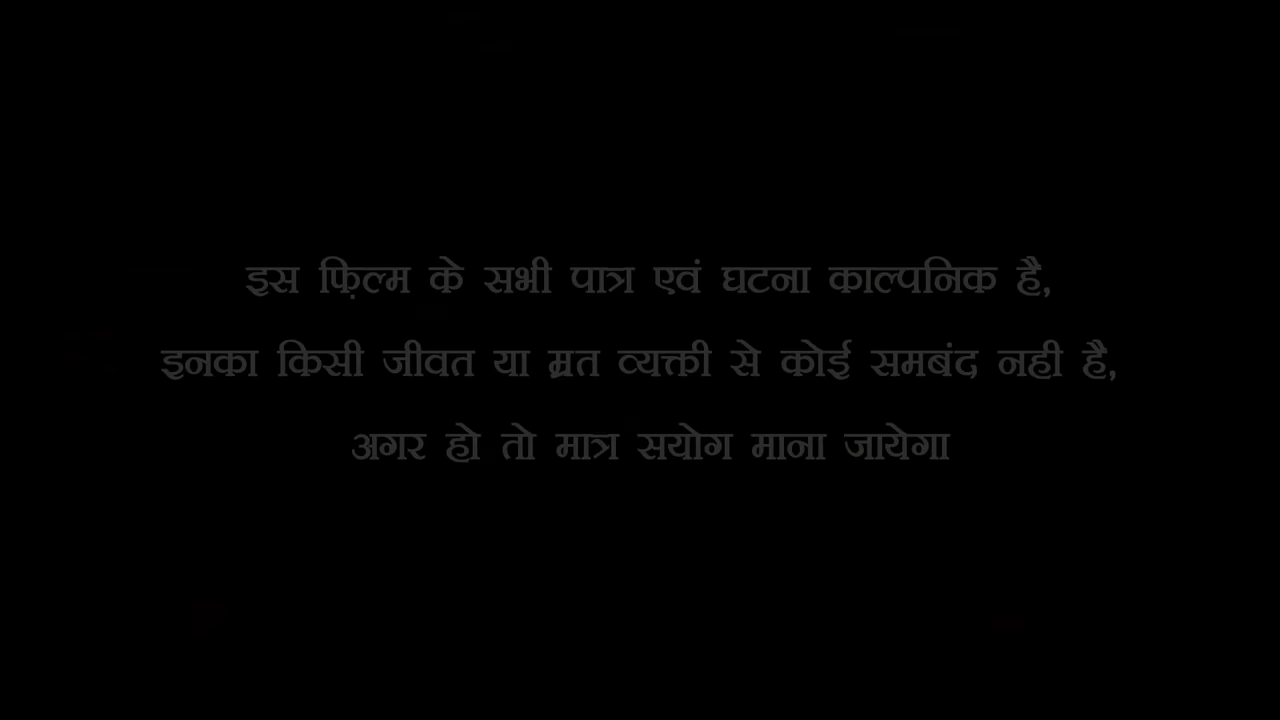 इस फ़िल्म के सभी पात्र एवं घटना काल्पनिक है,
इनका किसी जीवत या म्रत व्यक्ती से कोई समबंद नही है,
अगर हो तो मात्र सयोग माना जायेगा